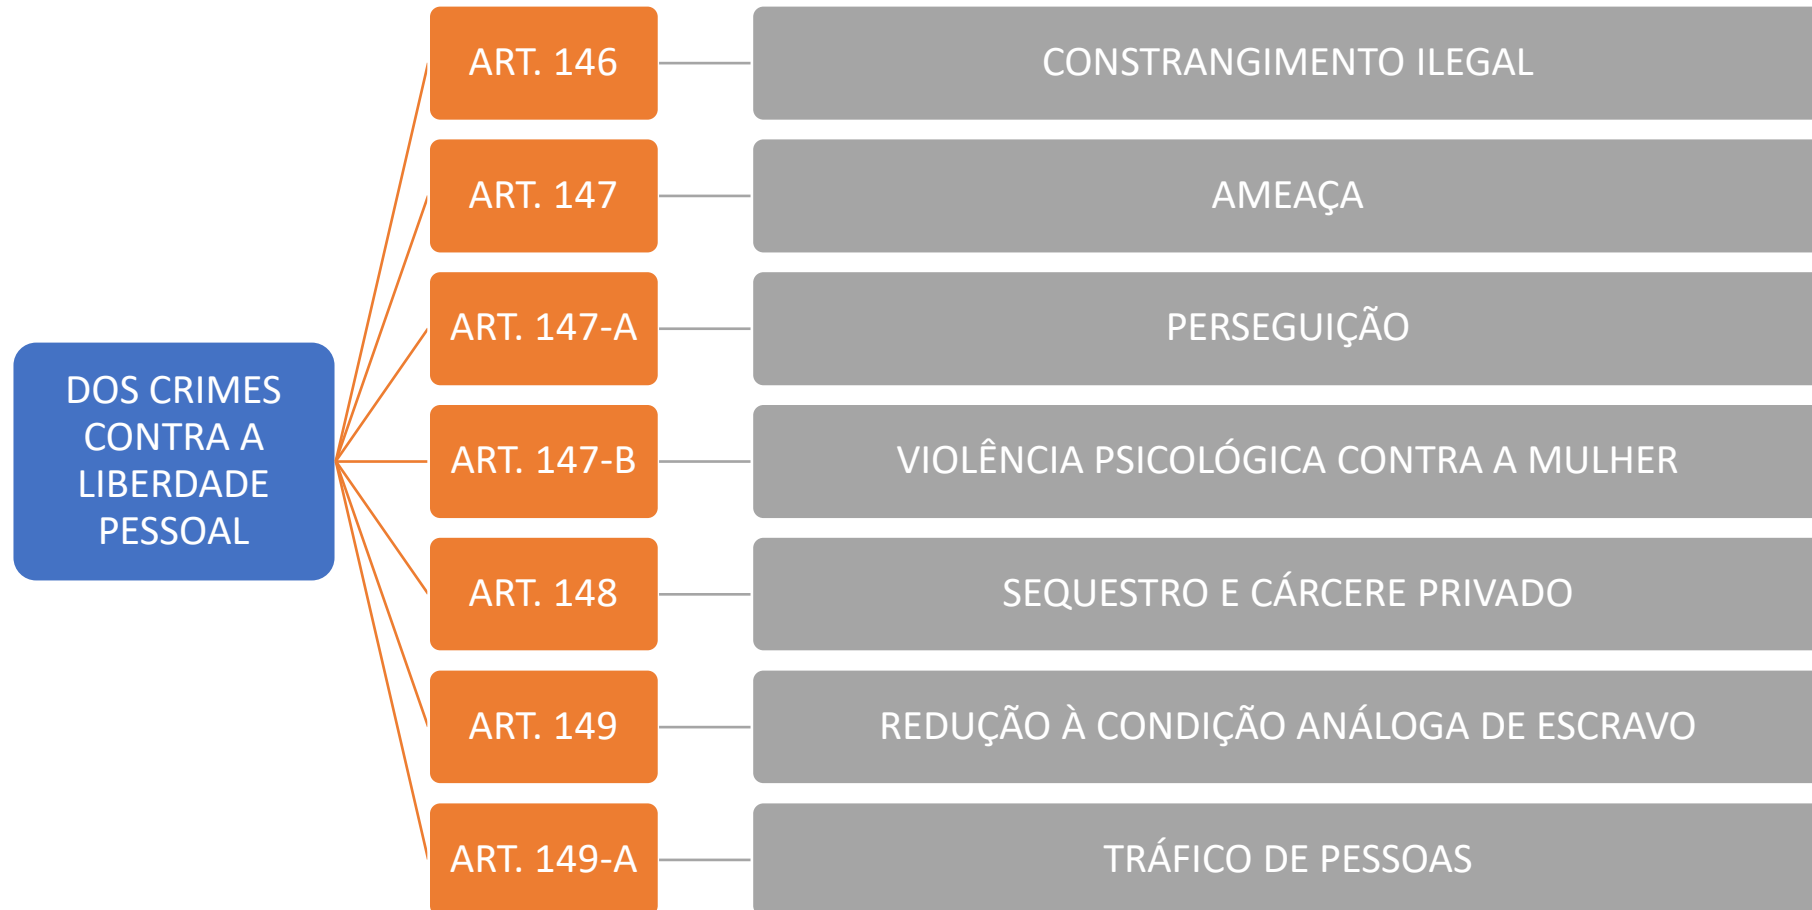 DOS CRIMES
CONTRA A
LIBERDADE
PESSOAL
ART. 146
CONSTRANGIMENTO ILEGAL
ART. 147
AMEAÇA
ART. 147-A
PERSEGUIÇÃO
ART. 147-B
VIOLÊNCIA PSICOLÓGICA CONTRA A MULHER
ART. 148
SEQUESTRO E CÁRCERE PRIVADO
ART. 149
REDUÇÃO À CONDIÇÃO ANÁLOGA DE ESCRAVO
ART. 149-A
TRÁFICO DE PESSOAS